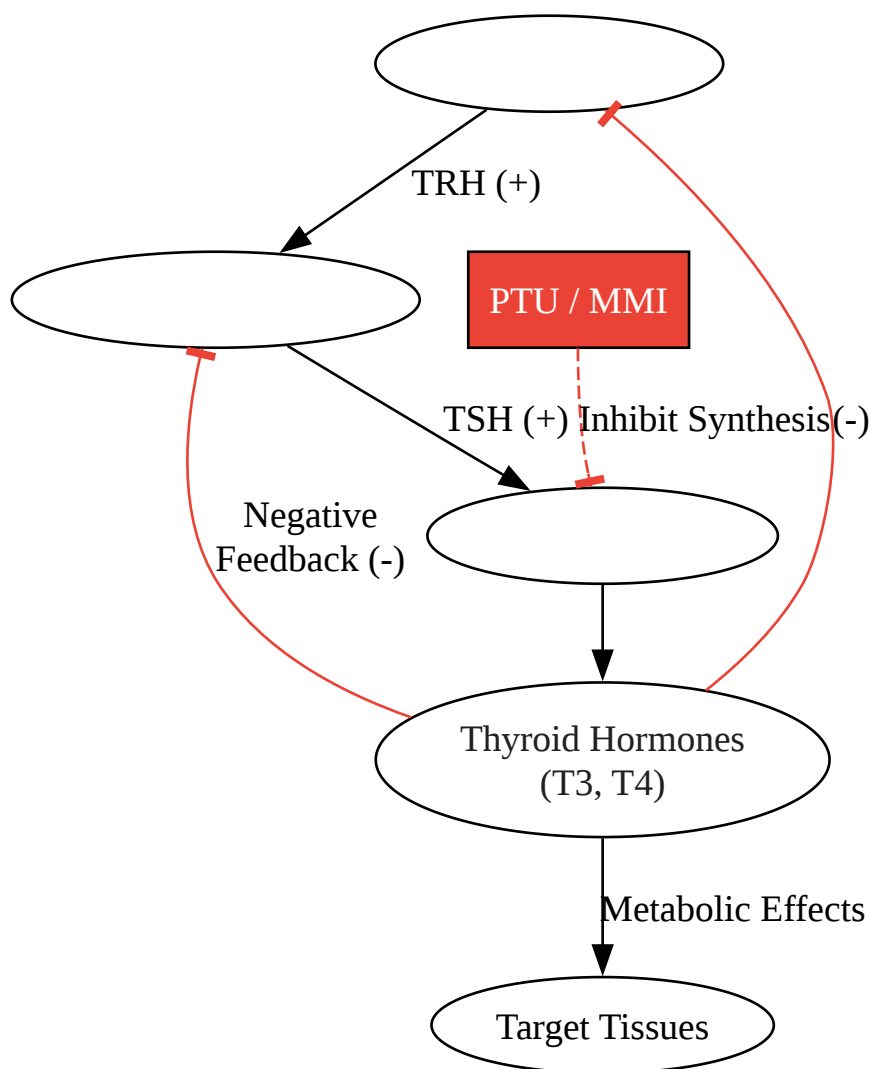 TRH (+)
PTU / MMI
TSH (+)
Inhibit Synthesis
(-)
Negative
Feedback (-)
Thyroid Hormones
(T3, T4)
Metabolic Effects
Target Tissues